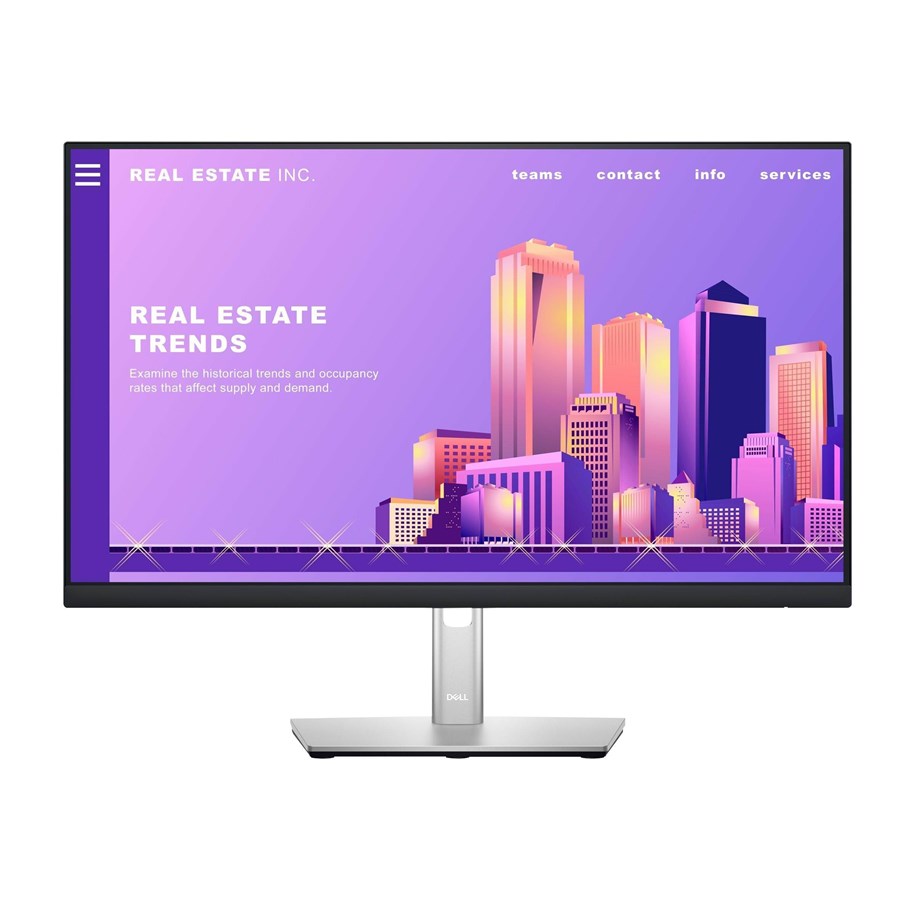 REAL ESTATE INC.
teams contact info services
REAL ESTATE
TRENDS
Examine the historical trends and occupancy
rates that affect supply and demand.
DELL